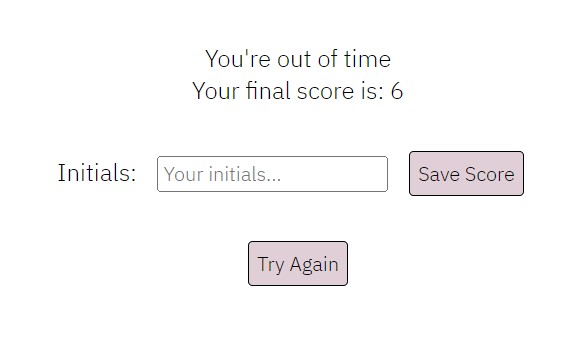 You're out of time
Your final score is: 6
Initials: Your initials... Save Score
Try Again